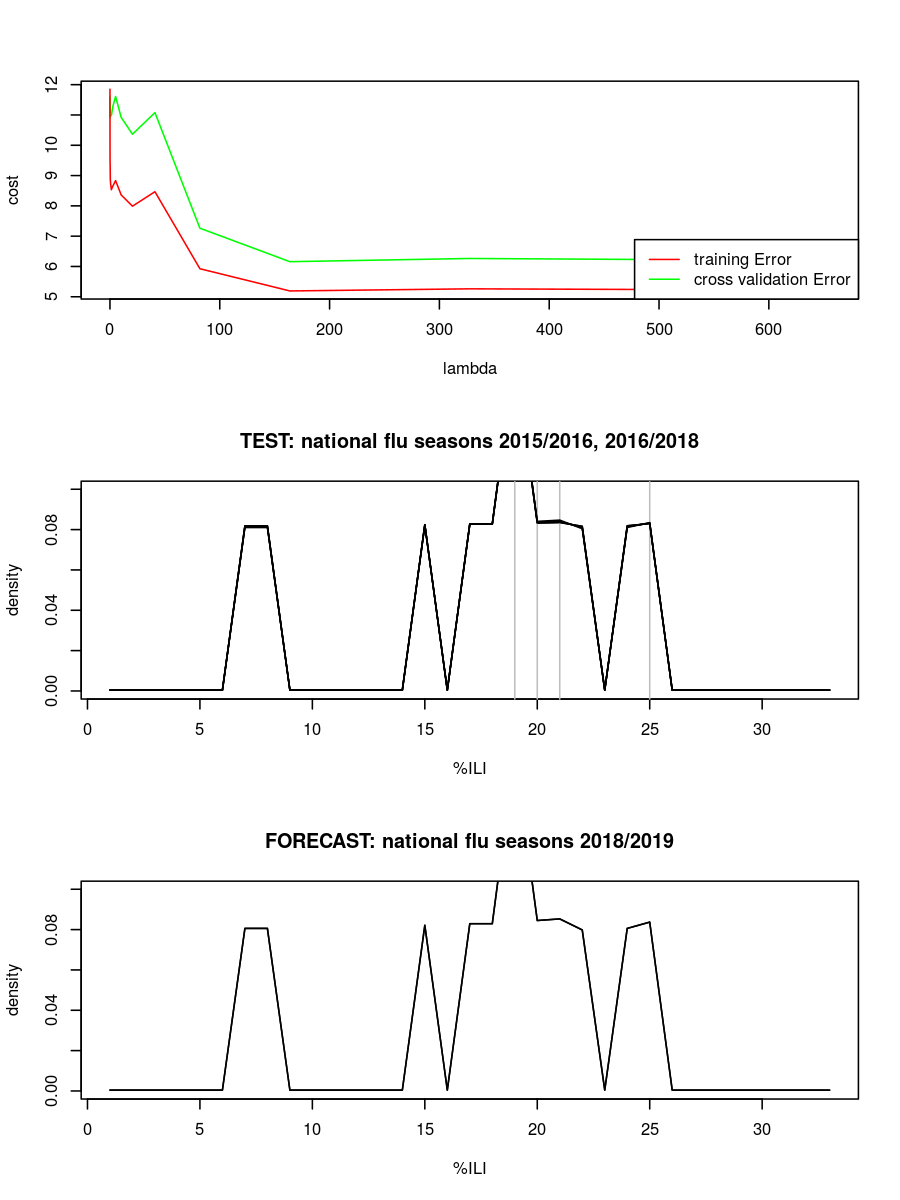 12
10
9
8
7
6
5
cost
training Error
cross validation Error
0 100 200 300 400 500 600
lambda
TEST: national flu seasons 2015/2016, 2016/2018
0.08
0.04
0.00
density
0 5 10 15 20 25 30
%ILI
FORECAST: national flu seasons 2018/2019
0.08
0.04
0.00
density
0 5 10 15 20 25 30
%ILI